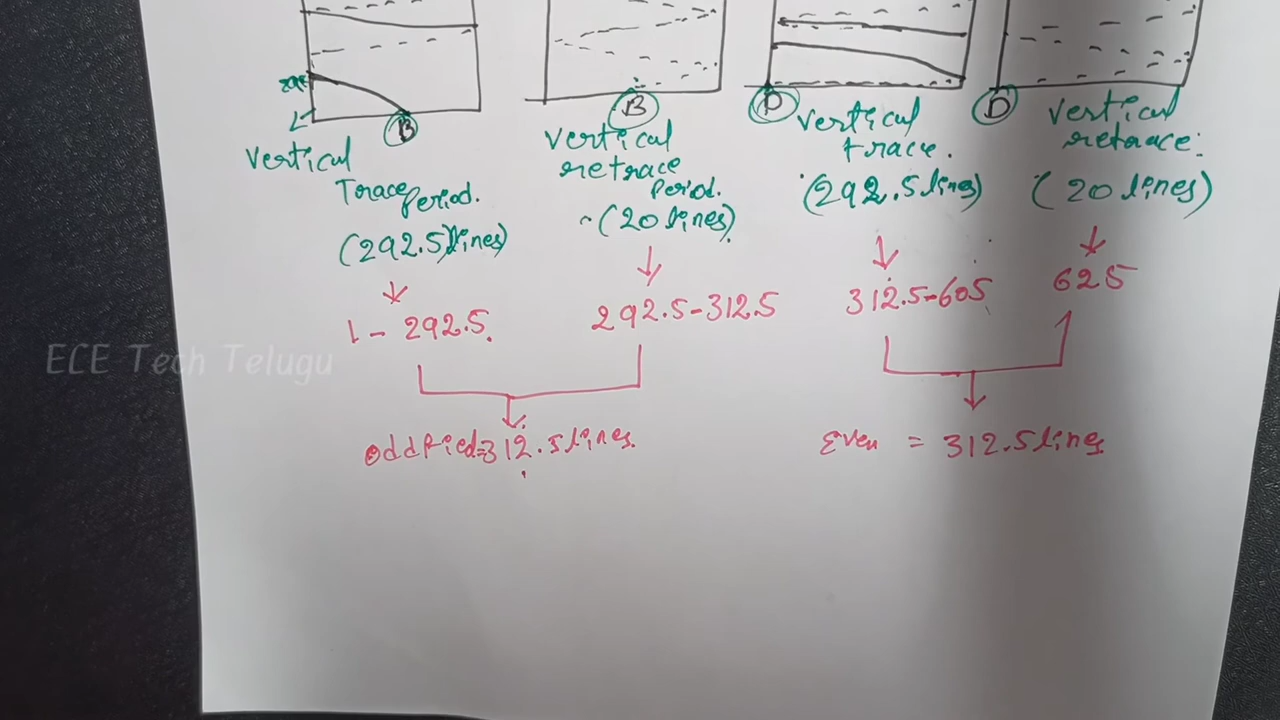 B
Vertical
Trace Period.
(292.5) lines)
1 - 292.5.
B
Vertical
retrace
Period.
(20 lines)
292.5-312.5
D
Vertical
trace.
(292.5 lines)
312.5-605
D
Vertical
retrace:
(20 lines)
625
ECE Tech Telugu
Odd Fied=312.5 lines.
Even = 312.5 lines